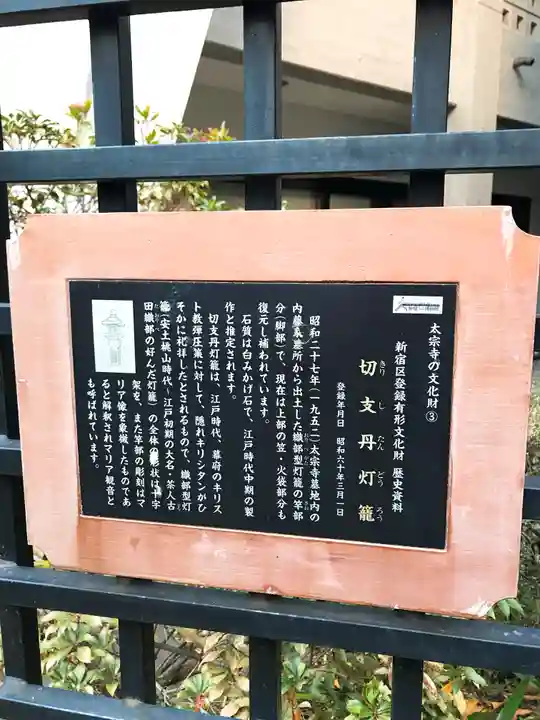 太宗寺の文化財③
新宿区登録有形文化財 歴史資料
切支丹灯籠
きりしたんどうろう
登録年月日 昭和六十年三月一日
昭和二十七年(一九五二)太宗寺墓地内の
内藤家墓所から出土した織部型灯籠の竿部
分(脚部)で、現在は上部の笠・火袋部分も
復元し補われています。
石質は白みかげ石で、江戸時代中期の製
作と推定されます。
切支丹灯籠は、江戸時代、幕府のキリス
ト教弾圧策に対して、隠れキリシタンがひ
そかに礼拝したとされるもので、織部型灯
籠(安土桃山時代、江戸初期の大名・茶人古
田織部の好んだ灯籠)の全体の形状は十字
架を、また竿部の彫刻はマ
リア像を象徴したものであ
ると解釈されマリア観音と
も呼ばれています。